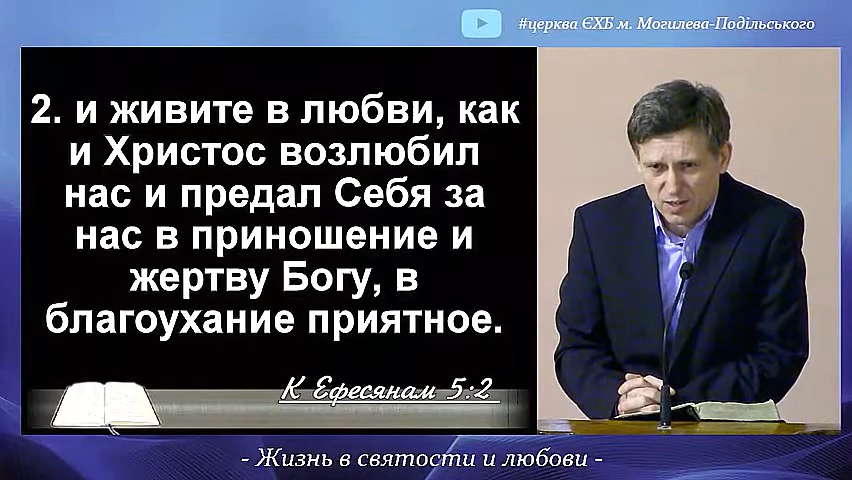 #церква ЄХБ м. Могилева-Подільського
2. и живите в любви, как
и Христос возлюбил
нас и предал Себя за
нас в приношение и
жертву Богу, в
благоухание приятное.
К Ефесянам 5:2
- Жизнь в святости и любови -